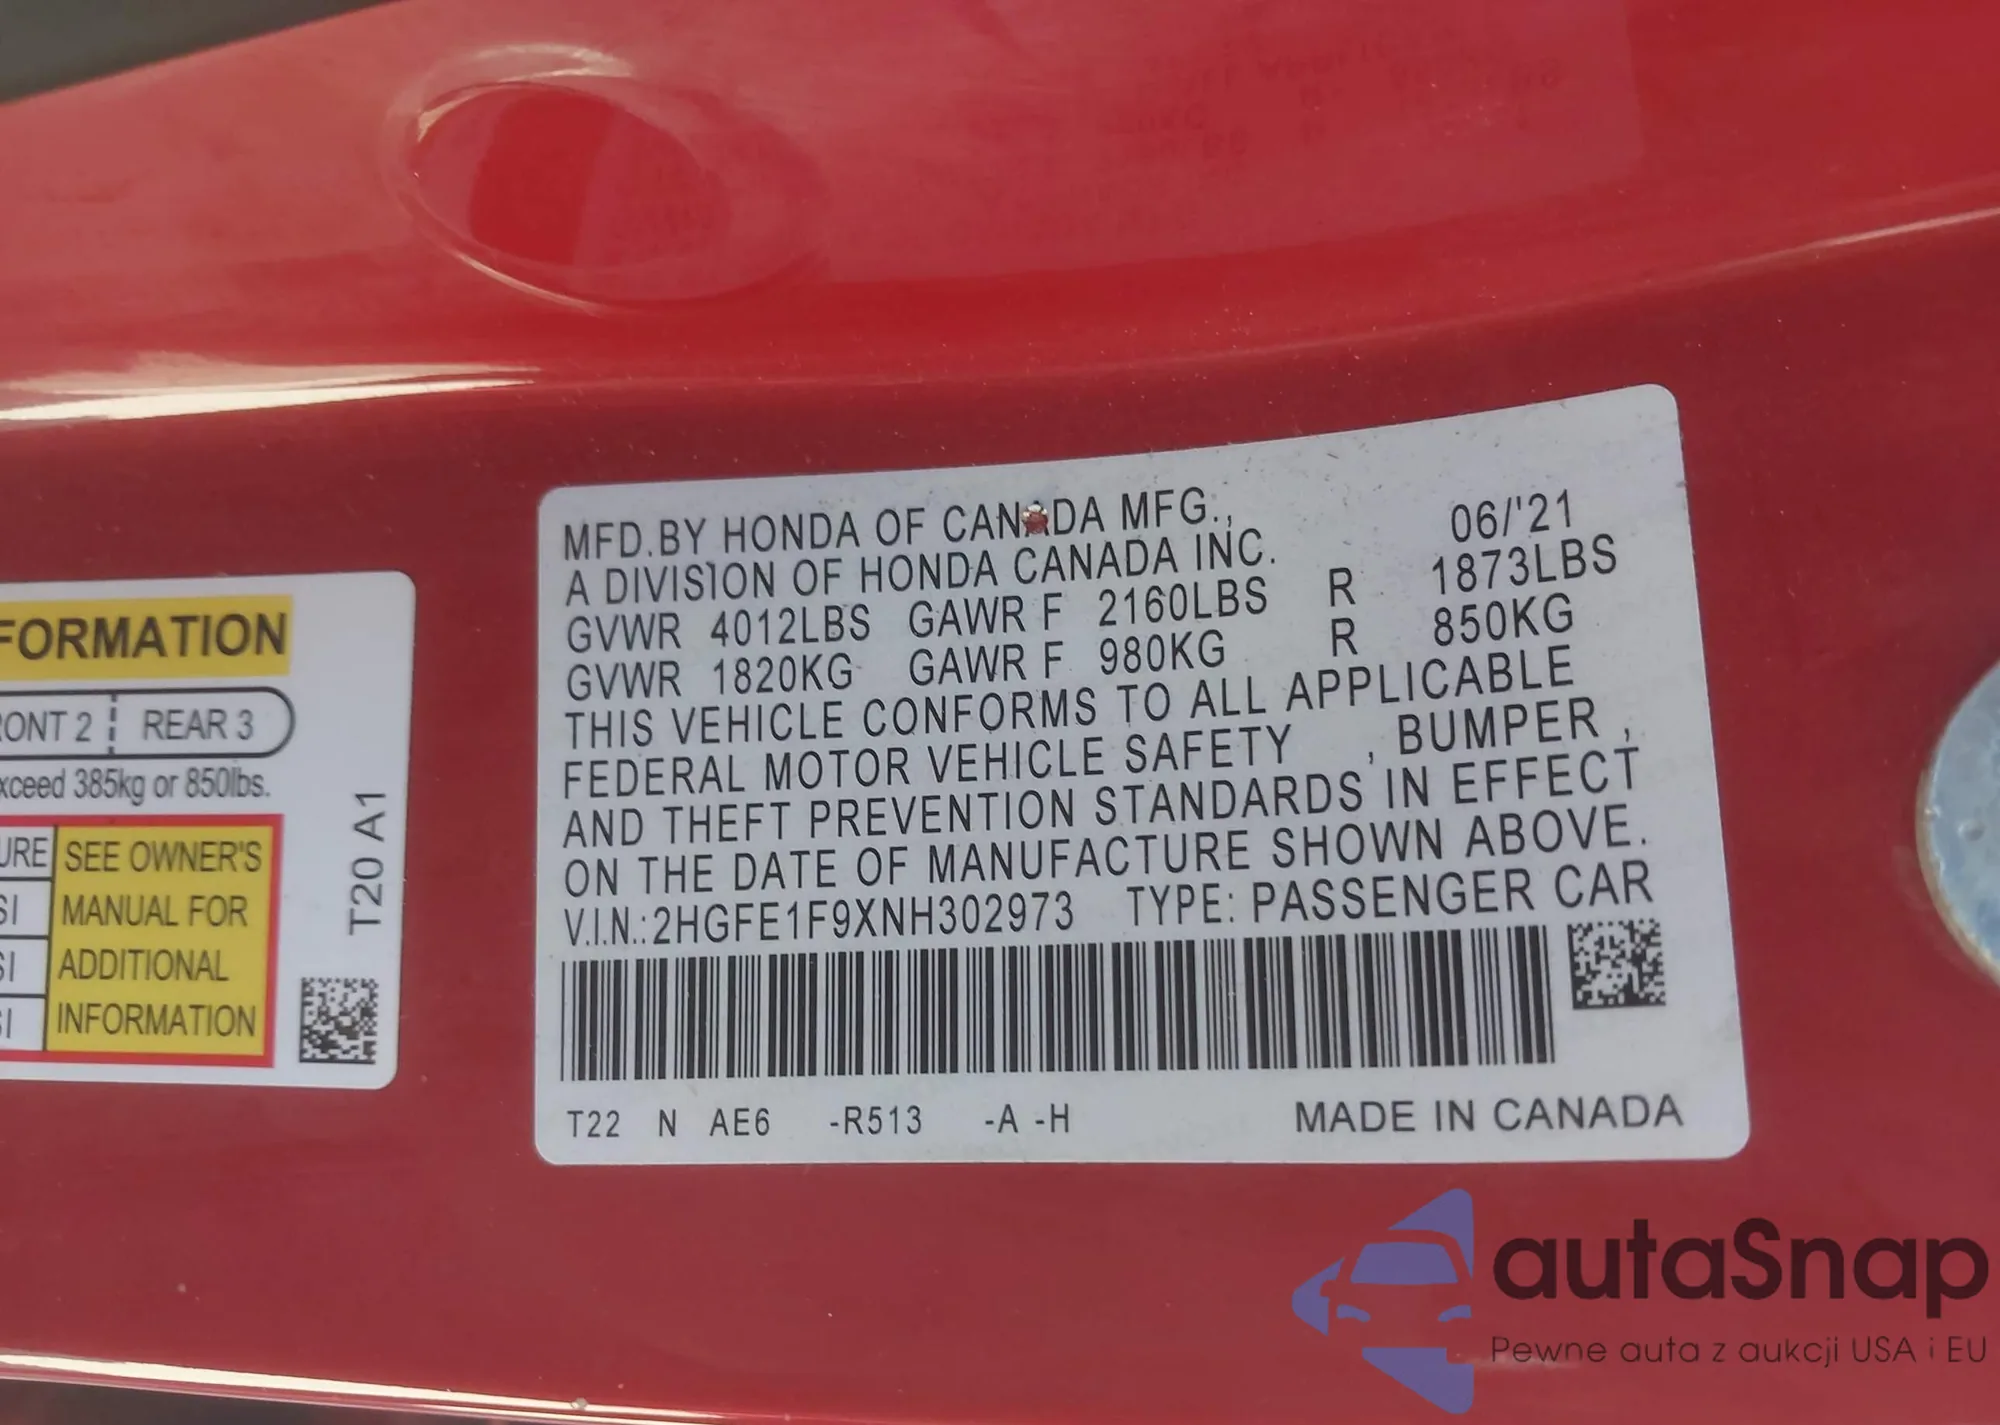 FORMATION
RONT 2 REAR 3
xceed 385kg or 850lbs.
URE SEE OWNER'S
SI MANUAL FOR
SI ADDITIONAL
SI INFORMATION
T20 A1
MFD.BY HONDA OF CANADA MFG., 06/'21
A DIVISION OF HONDA CANADA INC.
GVWR 4012LBS GAWR F 2160LBS R 1873LBS
GVWR 1820KG GAWR F 980KG R 850KG
THIS VEHICLE CONFORMS TO ALL APPLICABLE
FEDERAL MOTOR VEHICLE SAFETY , BUMPER ,
AND THEFT PREVENTION STANDARDS IN EFFECT
ON THE DATE OF MANUFACTURE SHOWN ABOVE.
V.I.N.:2HGFE1F9XNH302973 TYPE: PASSENGER CAR
T22 N AE6 -R513 -A -H MADE IN CANADA
autaSnap
Pewne auta z aukcji USA i EU